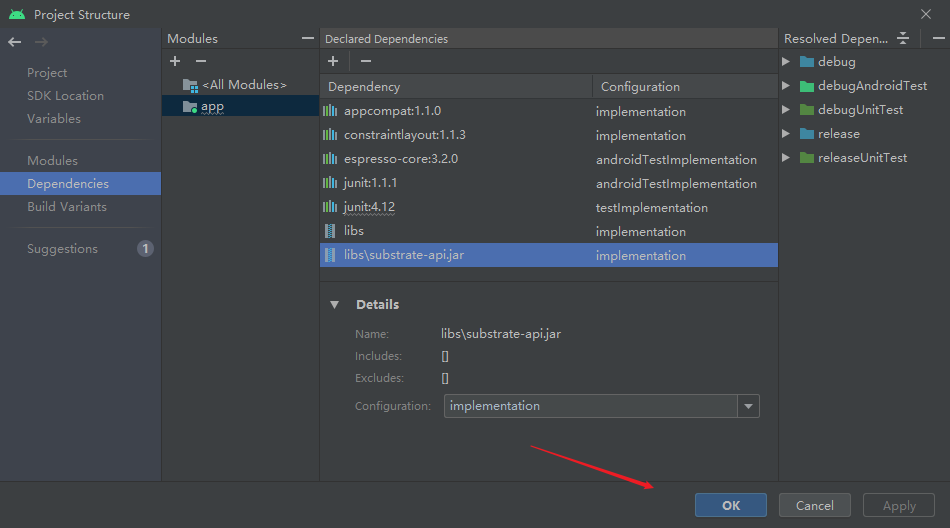 Project Structure
Project
SDK Location
Variables
Modules
Dependencies
Build Variants
Suggestions
1
Modules
<All Modules>
app
Declared Dependencies
Dependency Configuration
appcompat:1.1.0 implementation
constraintlayout:1.1.3 implementation
espresso-core:3.2.0 androidTestImplementation
junit:1.1.1 androidTestImplementation
junit:4.12 testImplementation
libs implementation
libs\substrate-api.jar implementation
Details
Name: libs\substrate-api.jar
Includes: []
Excludes: []
Configuration: implementation
Resolved Depen...
debug
debugAndroidTest
debugUnitTest
release
releaseUnitTest
OK Cancel Apply